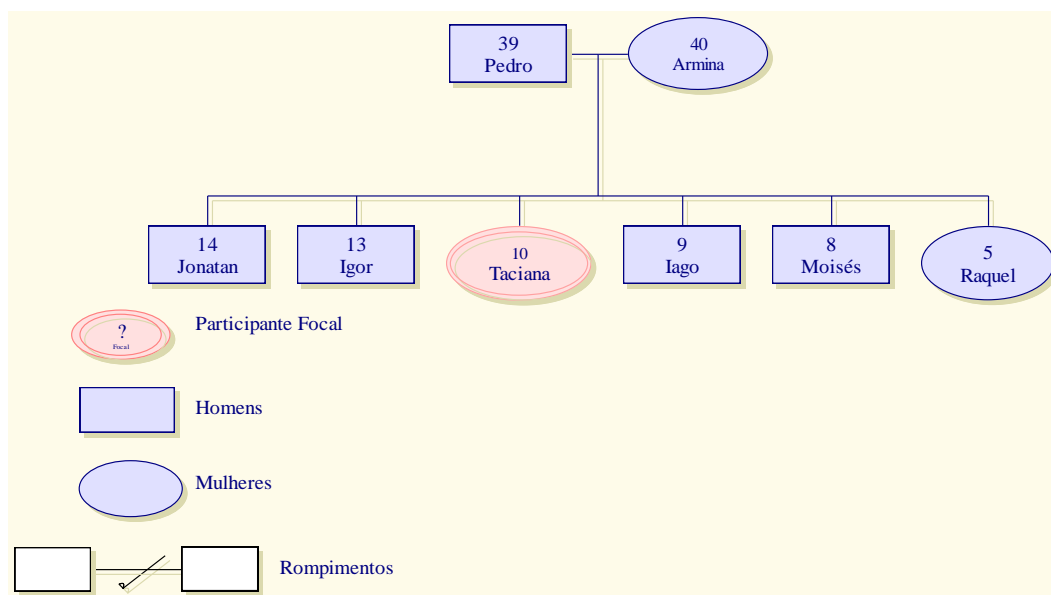 39
Pedro
40
Armina
14
Jonatan
13
Igor
10
Taciana
9
Iago
8
Moisés
5
Raquel
?
Focal
Participante Focal
Homens
Mulheres
Rompimentos